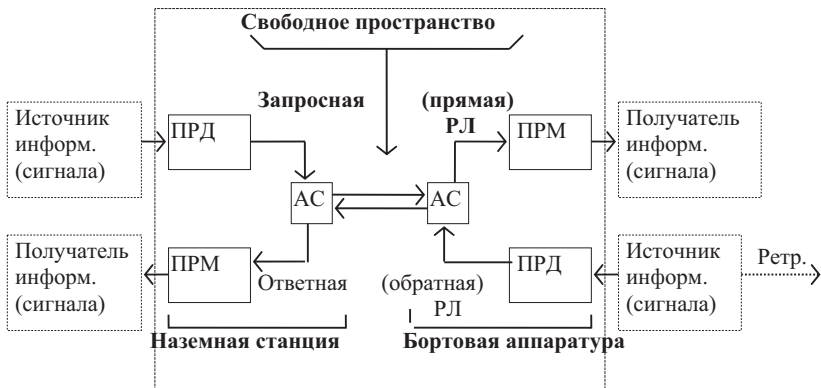 Свободное пространство
Запросная (прямая)
РЛ
Источник
информ.
(сигнала)
ПРД
ПРМ
Получатель
информ.
(сигнала)
АС
АС
Получатель
информ.
(сигнала)
ПРМ
Ответная
(обратная)
РЛ
ПРД
Источник
информ.
(сигнала)
Ретр.
Наземная станция
Бортовая аппаратура